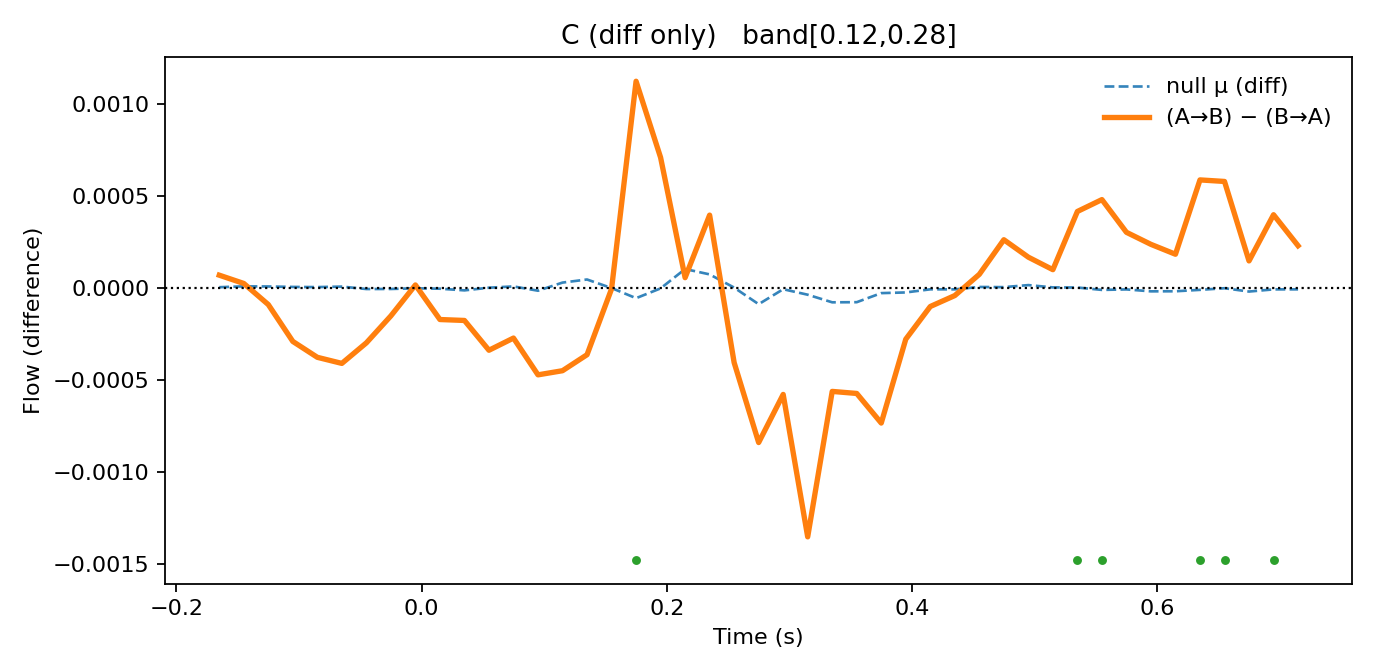 C (diff only)   band[0.12,0.28]
null μ (diff)
(A→B) − (B→A)
Flow (difference)
0.0010
0.0005
0.0000
−0.0005
−0.0010
−0.0015
−0.2
0.0
0.2
0.4
0.6
Time (s)